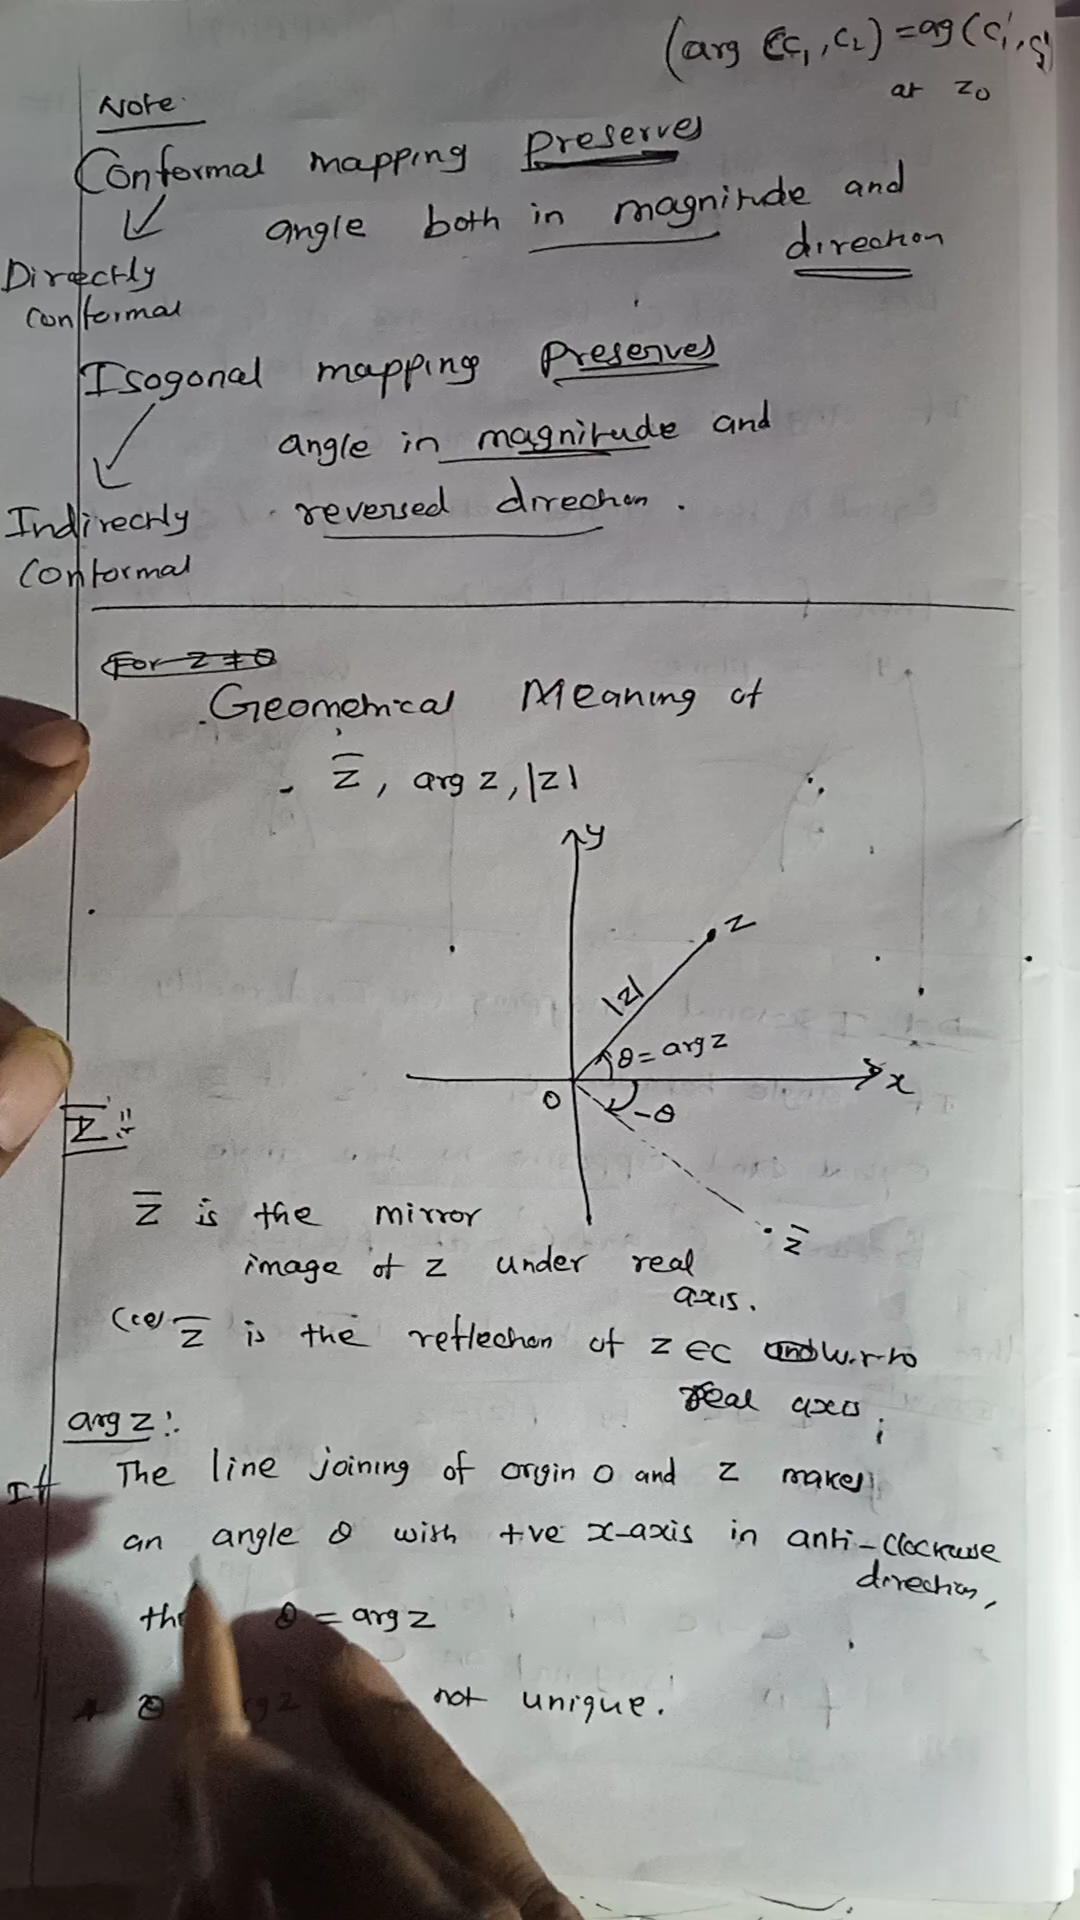 (arg (C₁, C₂) = arg (C₁', C₂')
at z₀
Note:
Conformal mapping preserves
angle both in magnitude and
direction
Directly
conformal
Isogonal mapping preserves
angle in magnitude and
reversed direction.
Indirectly
conformal
For z ≠ 0
Geometrical Meaning of
z̅, arg z, |z|
y
z
|z|
θ = arg z
x
0
-θ
z̅
z̅ :-
z̅ is the mirror
image of z under real
axis.
(ie) z̅ is the reflection of z ∈ C and w.r.to
real axis.
arg z :-
If The line joining of origin 0 and z makes
an angle θ with +ve x-axis in anti-clockwise
direction,
θ = arg z
θ not unique.